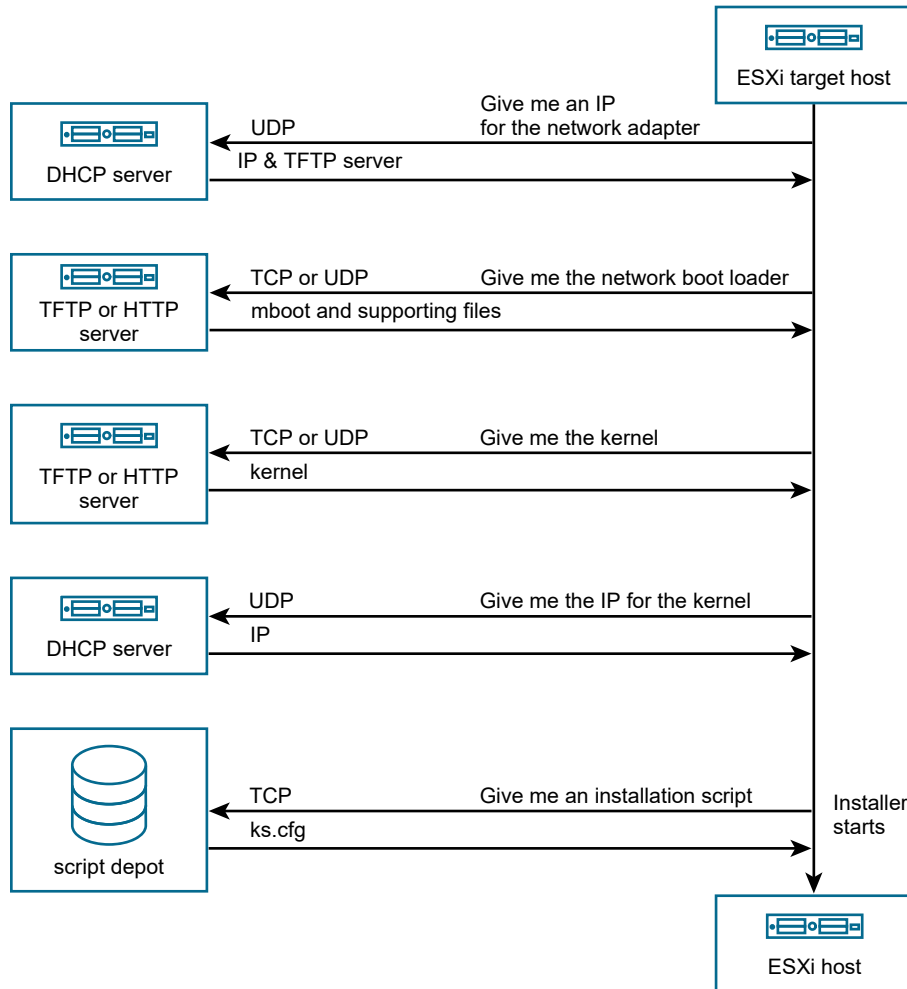 ESXi target host
Give me an IP
for the network adapter
UDP
IP & TFTP server
DHCP server
TCP or UDP
Give me the network boot loader
mboot and supporting files
TFTP or HTTP
server
TCP or UDP
Give me the kernel
kernel
TFTP or HTTP
server
UDP
Give me the IP for the kernel
IP
DHCP server
TCP
Give me an installation script
ks.cfg
script depot
Installer
starts
ESXi host